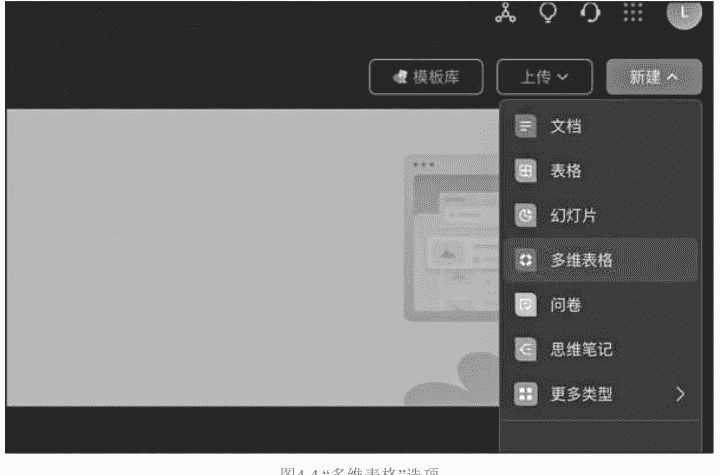 L
模板库
上传
新建
文档
表格
幻灯片
多维表格
问卷
思维笔记
更多类型
图4.4 “多维表格”选项